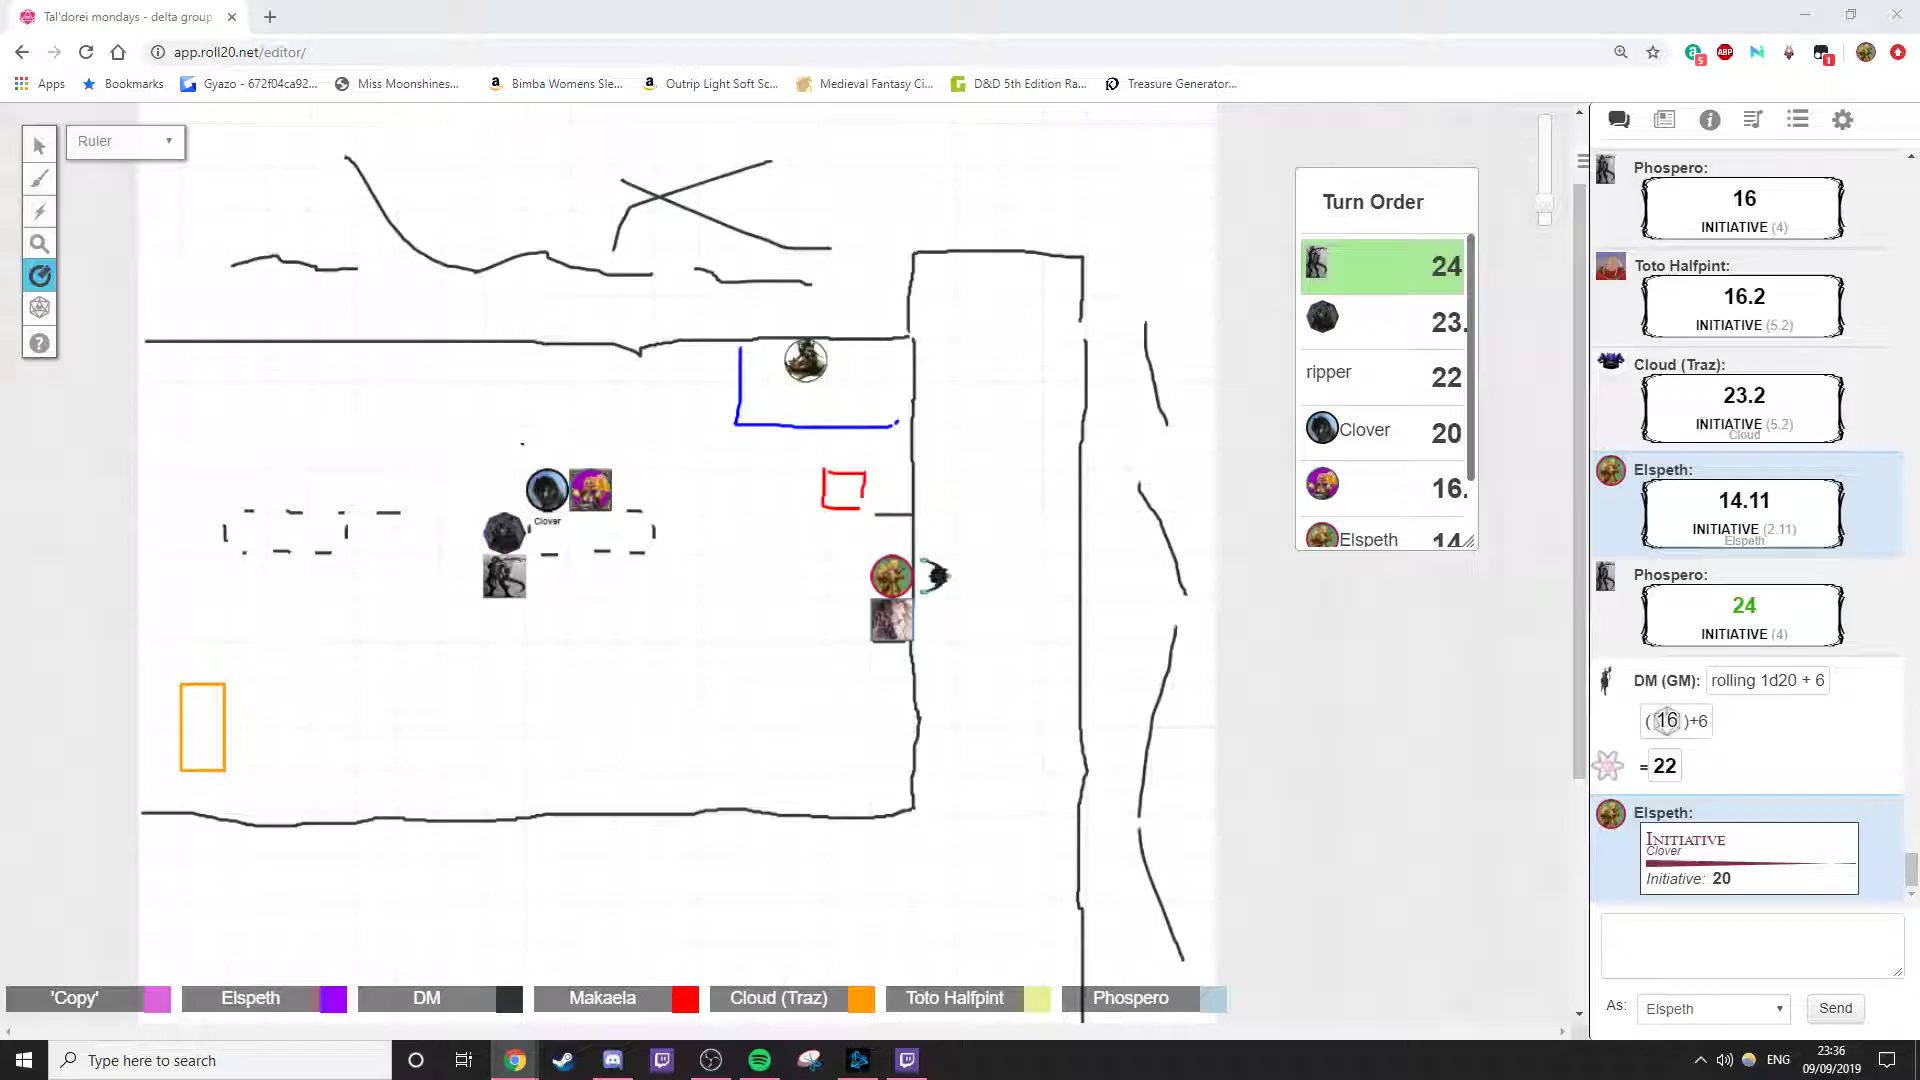 Tal'dorei mondays - delta group
app.roll20.net/editor/
Apps
Bookmarks
Gyazo - 672f04ca92...
Miss Moonshines...
Bimba Womens Sle...
Outrip Light Soft Sc...
Medieval Fantasy Ci...
D&D 5th Edition Ra...
Treasure Generator...
ABP
5
1
Ruler
Turn Order
24
23.
ripper 22
Clover 20
16.
Elspeth 14
Clover
Phospero:
16
INITIATIVE (4)
Toto Halfpint:
16.2
INITIATIVE (5.2)
Cloud (Traz):
23.2
INITIATIVE (5.2)
Cloud
Elspeth:
14.11
INITIATIVE (2.11)
Elspeth
Phospero:
24
INITIATIVE (4)
DM (GM): rolling 1d20 + 6
(16)+6
=22
Elspeth:
INITIATIVE
Clover
Initiative: 20
As: Elspeth Send
'Copy'
Elspeth
DM
Makaela
Cloud (Traz)
Toto Halfpint
Phospero
Type here to search
ENG
23:36
09/09/2019